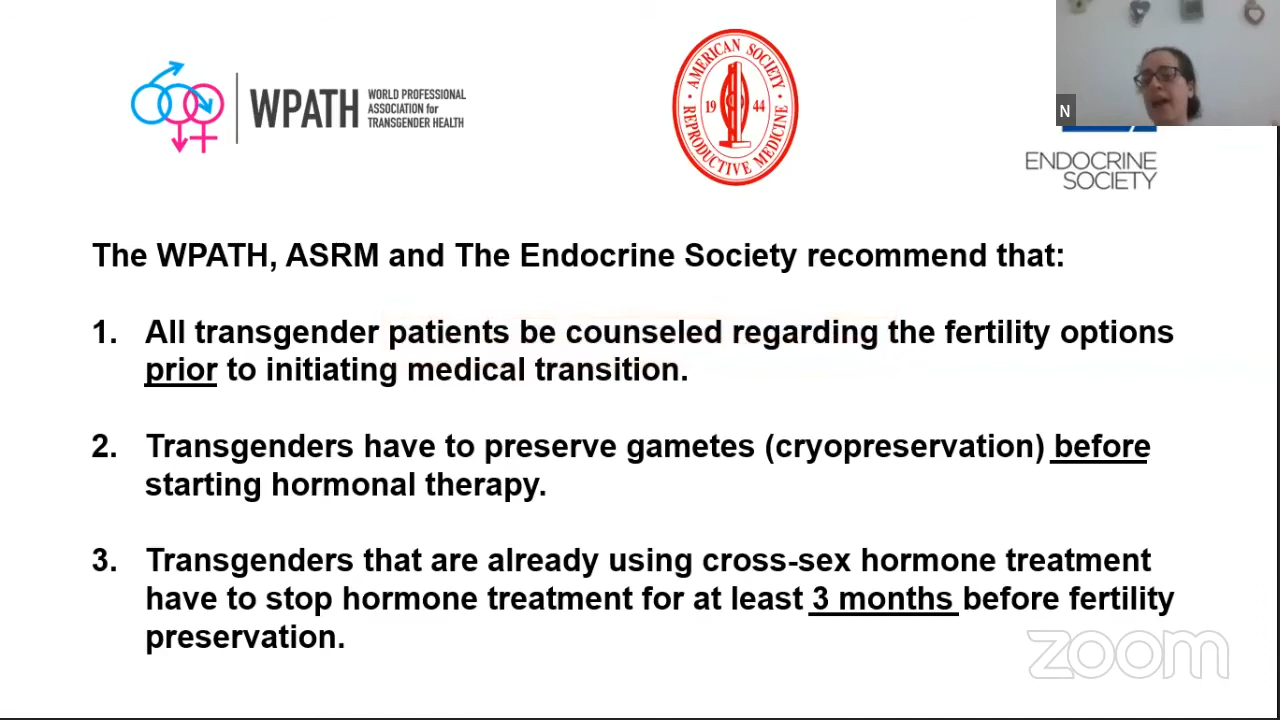 WPATH
WORLD PROFESSIONAL
ASSOCIATION for
TRANSGENDER HEALTH
AMERICAN SOCIETY
19 44
REPRODUCTIVE MEDICINE
N
ENDOCRINE
SOCIETY
The WPATH, ASRM and The Endocrine Society recommend that:
1. All transgender patients be counseled regarding the fertility options
prior to initiating medical transition.
2. Transgenders have to preserve gametes (cryopreservation) before
starting hormonal therapy.
3. Transgenders that are already using cross-sex hormone treatment
have to stop hormone treatment for at least 3 months before fertility
preservation.
zoom